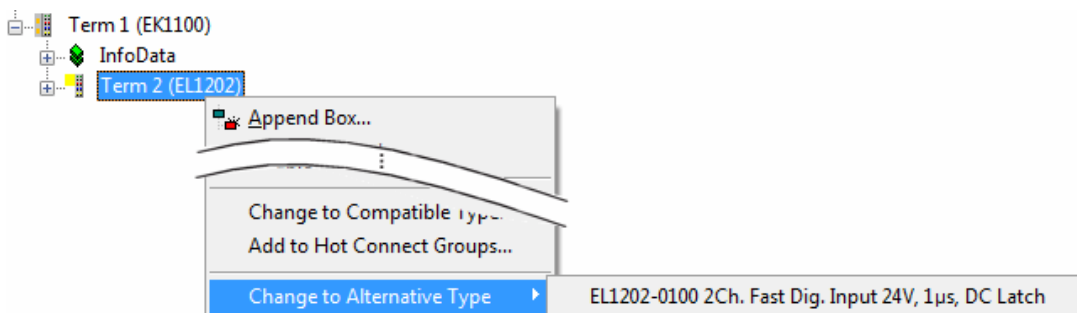 Term 1 (EK1100)
InfoData
Term 2 (EL1202)
Append Box...
Change to Compatible
Add to Hot Connect Groups...
Change to Alternative Type
EL1202-0100 2Ch. Fast Dig. Input 24V, 1µs, DC Latch